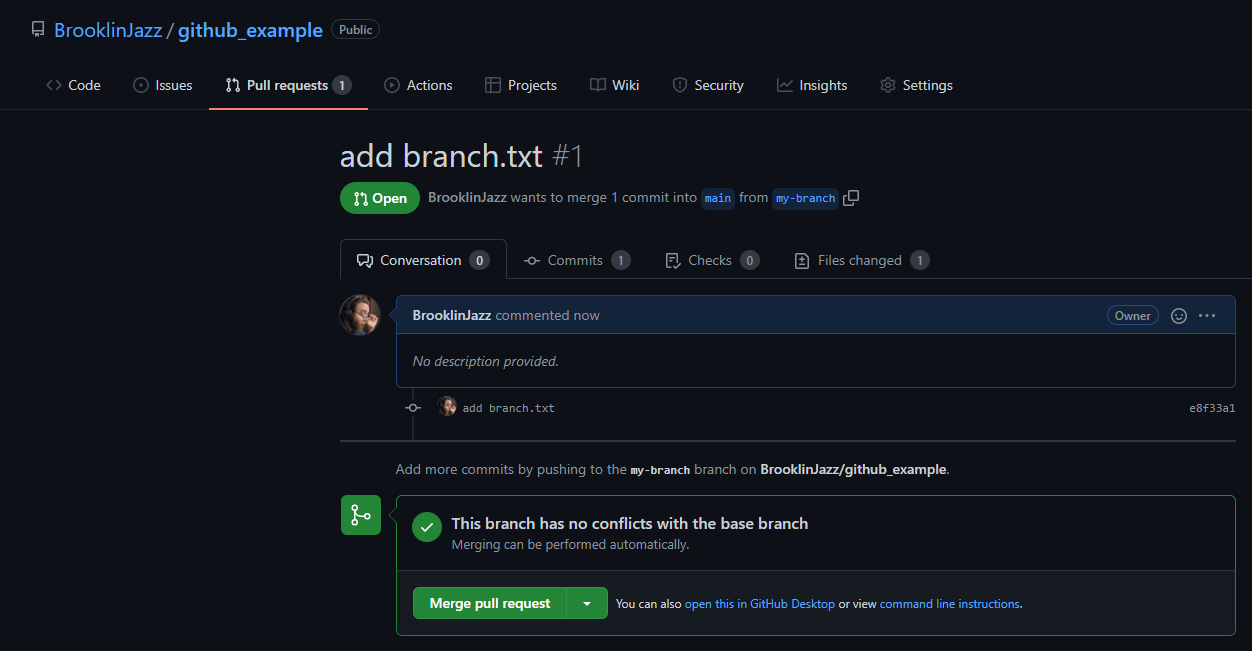 BrooklinJazz / github_example Public
Code Issues Pull requests 1 Actions Projects Wiki Security Insights Settings
add branch.txt #1
Open BrooklinJazz wants to merge 1 commit into main from my-branch
Conversation 0 Commits 1 Checks 0 Files changed 1
BrooklinJazz commented now Owner
No description provided.
add branch.txt e8f33a1
Add more commits by pushing to the my-branch branch on BrooklinJazz/github_example.
This branch has no conflicts with the base branch
Merging can be performed automatically.
Merge pull request You can also open this in GitHub Desktop or view command line instructions.